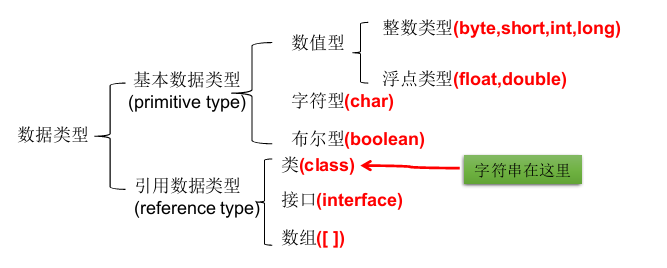 整数类型(byte,short,int,long)
数值型
浮点类型(float,double)
基本数据类型
(primitive type)
字符型(char)
数据类型
布尔型(boolean)
类(class)
字符串在这里
引用数据类型
(reference type)
接口(interface)
数组([ ])